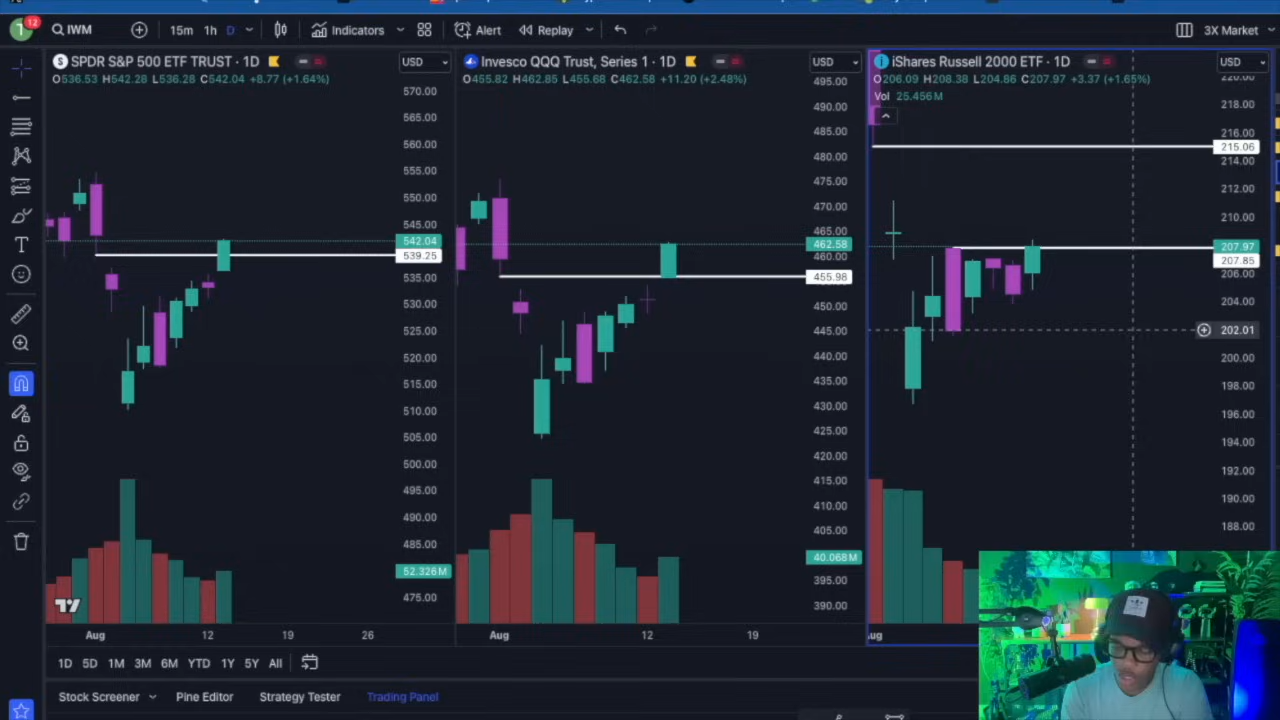 12
IWM
15m
1h
D
Indicators
Alert
Replay
3X Market
SPDR S&P 500 ETF TRUST · 1D
USD
O536.53 H542.28 L536.28 C542.04 +8.77 (+1.64%)
570.00
565.00
560.00
555.00
550.00
545.00
542.04
539.25
535.00
530.00
525.00
520.00
515.00
510.00
505.00
500.00
495.00
490.00
485.00
52.326M
475.00
Aug
12
19
26
Invesco QQQ Trust, Series 1 · 1D
USD
O455.82 H462.85 L455.68 C462.58 +11.20 (+2.48%)
495.00
490.00
485.00
480.00
475.00
470.00
465.00
462.58
460.00
455.98
450.00
445.00
440.00
435.00
430.00
425.00
420.00
415.00
410.00
405.00
40.068M
395.00
390.00
Aug
12
19
iShares Russell 2000 ETF · 1D
USD
O206.09 H208.38 L204.86 C207.97 +3.37 (+1.65%)
Vol 25.456M
220.00
218.00
216.00
215.06
214.00
212.00
210.00
207.97
207.85
206.00
204.00
202.01
200.00
198.00
196.00
194.00
192.00
190.00
188.00
1D 5D 1M 3M 6M YTD 1Y 5Y All
Stock Screener
Pine Editor
Strategy Tester
Trading Panel